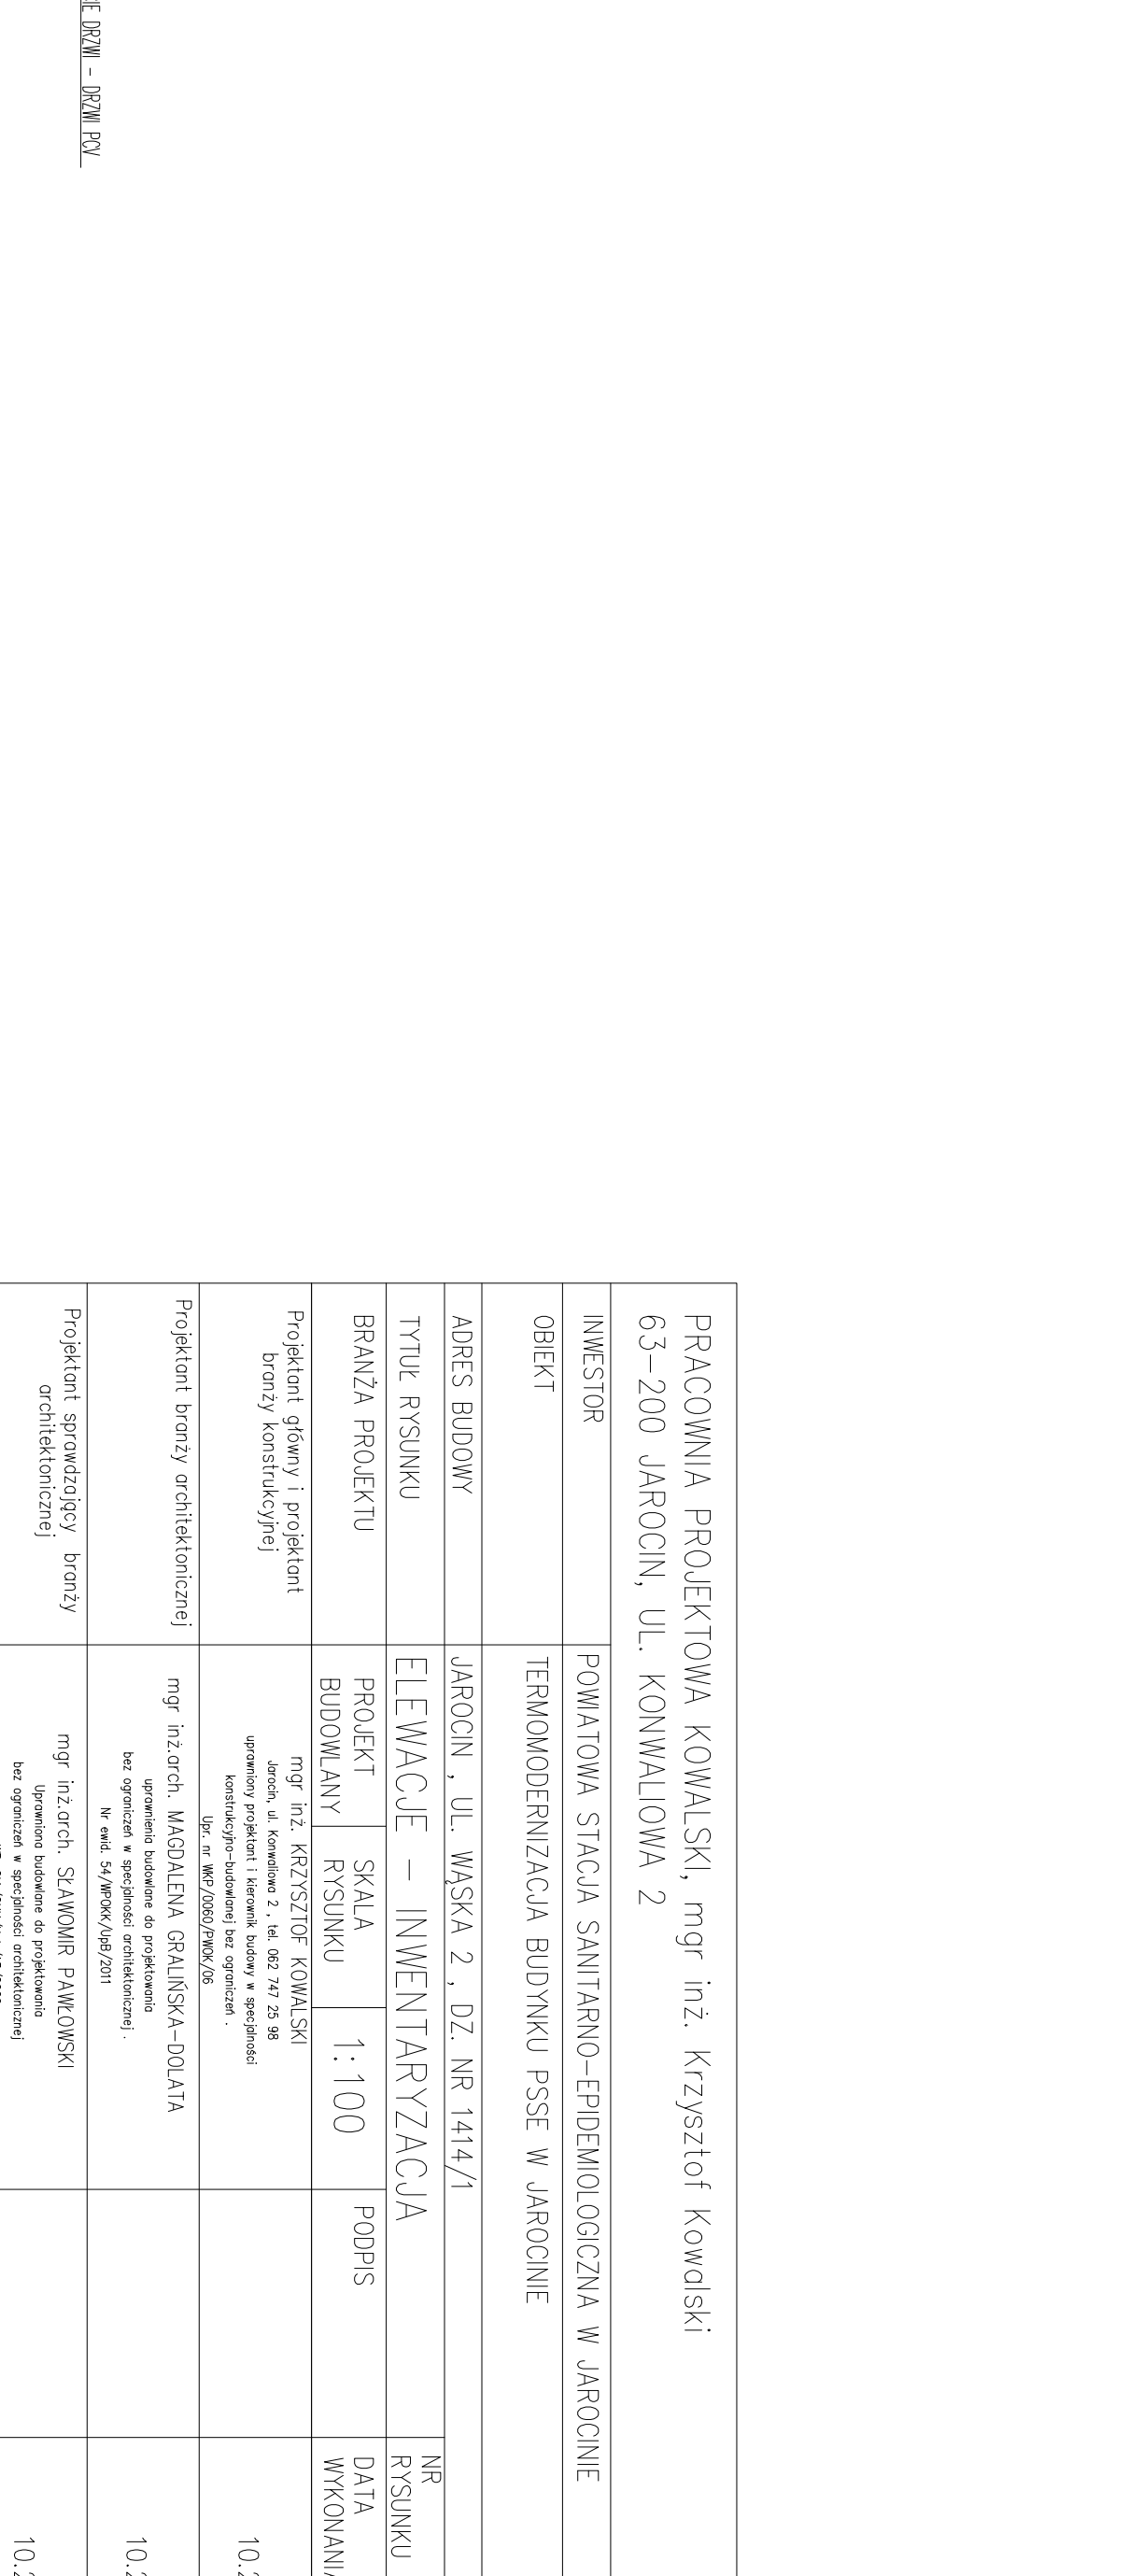 DRZWI – DRZWI PCV
PRACOWNIA PROJEKTOWA KOWALSKI, mgr inż. Krzysztof Kowalski
63–200 JAROCIN, UL. KONWALIOWA 2
INWESTOR
POWIATOWA STACJA SANITARNO–EPIDEMIOLOGICZNA W JAROCINIE
OBIEKT
TERMOMODERNIZACJA BUDYNKU PSSE W JAROCINIE
ADRES BUDOWY
JAROCIN , UL. WĄSKA 2 , DZ. NR 1414/1
TYTUŁ RYSUNKU
ELEWACJE – INWENTARYZACJA
NR
RYSUNKU
BRANŻA PROJEKTU
PROJEKT
BUDOWLANY
SKALA
RYSUNKU
1:100
PODPIS
DATA
WYKONANIA
Projektant główny i projektant
branży konstrukcyjnej
mgr inż. KRZYSZTOF KOWALSKI
Jarocin, ul. Konwaliowa 2 , tel. 062 747 25 98
uprawniony projektant i kierownik budowy w specjalności
konstrukcyjno–budowlanej bez ograniczeń .
Upr. nr WKP/0060/PWOK/06
10.
Projektant branży architektonicznej
mgr inż.arch. MAGDALENA GRALIŃSKA–DOLATA
uprawnienia budowlane do projektowania
bez ograniczeń w specjalności architektonicznej .
Nr ewid. 54/WPOKK/UpB/2011
10.
Projektant sprawdzający branży
architektonicznej
mgr inż.arch. SŁAWOMIR PAWŁOWSKI
Uprawniona budowlane do projektowania
bez ograniczeń w specjalności architektonicznej
10.